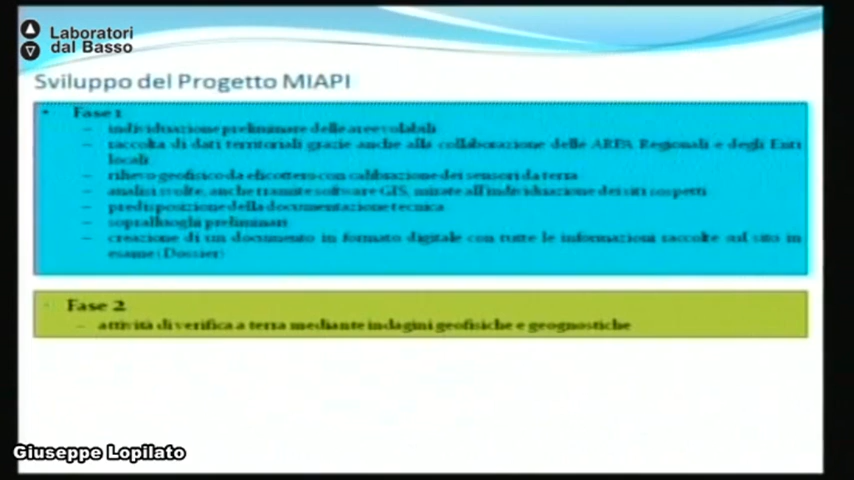 Laboratori
dal Basso
Sviluppo del Progetto MIAPI
• Fase 1
– individuazione preliminare delle aree volabili
– raccolta di dati territoriali grazie anche alla collaborazione delle ARPA Regionali e degli Enti
locali
– rilievo geofisico da elicottero con calibrazione dei sensori da terra
– analisi svolte, anche tramite software GIS, mirate all'individuazione dei siti sospetti
– predisposizione della documentazione tecnica
– sopralluoghi preliminari
– creazione di un documento in formato digitale con tutte le informazioni raccolte sul sito in
esame (Dossier)
• Fase 2
– attività di verifica a terra mediante indagini geofisiche e geognostiche
Giuseppe Lopilato